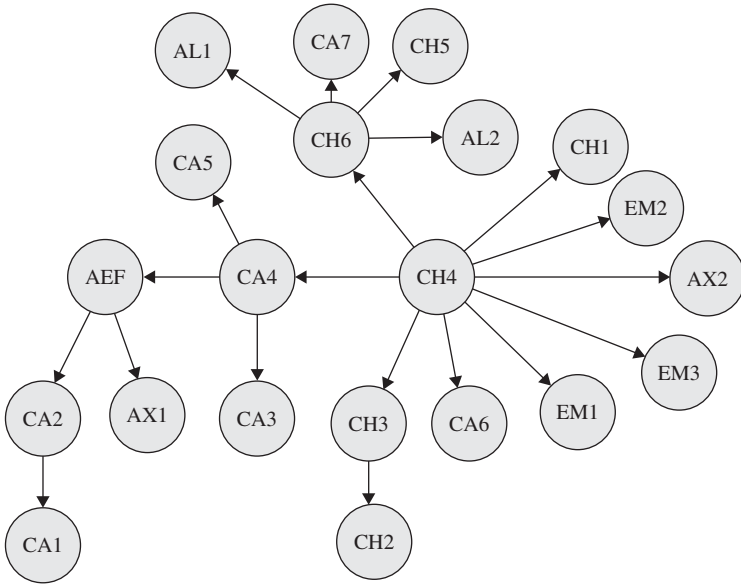 CA7
CH5
AL1
CH6
AL2
CH1
CA5
EM2
AEF
CA4
CH4
AX2
EM3
CA2
AX1
CA3
CH3
CA6
EM1
CA1
CH2